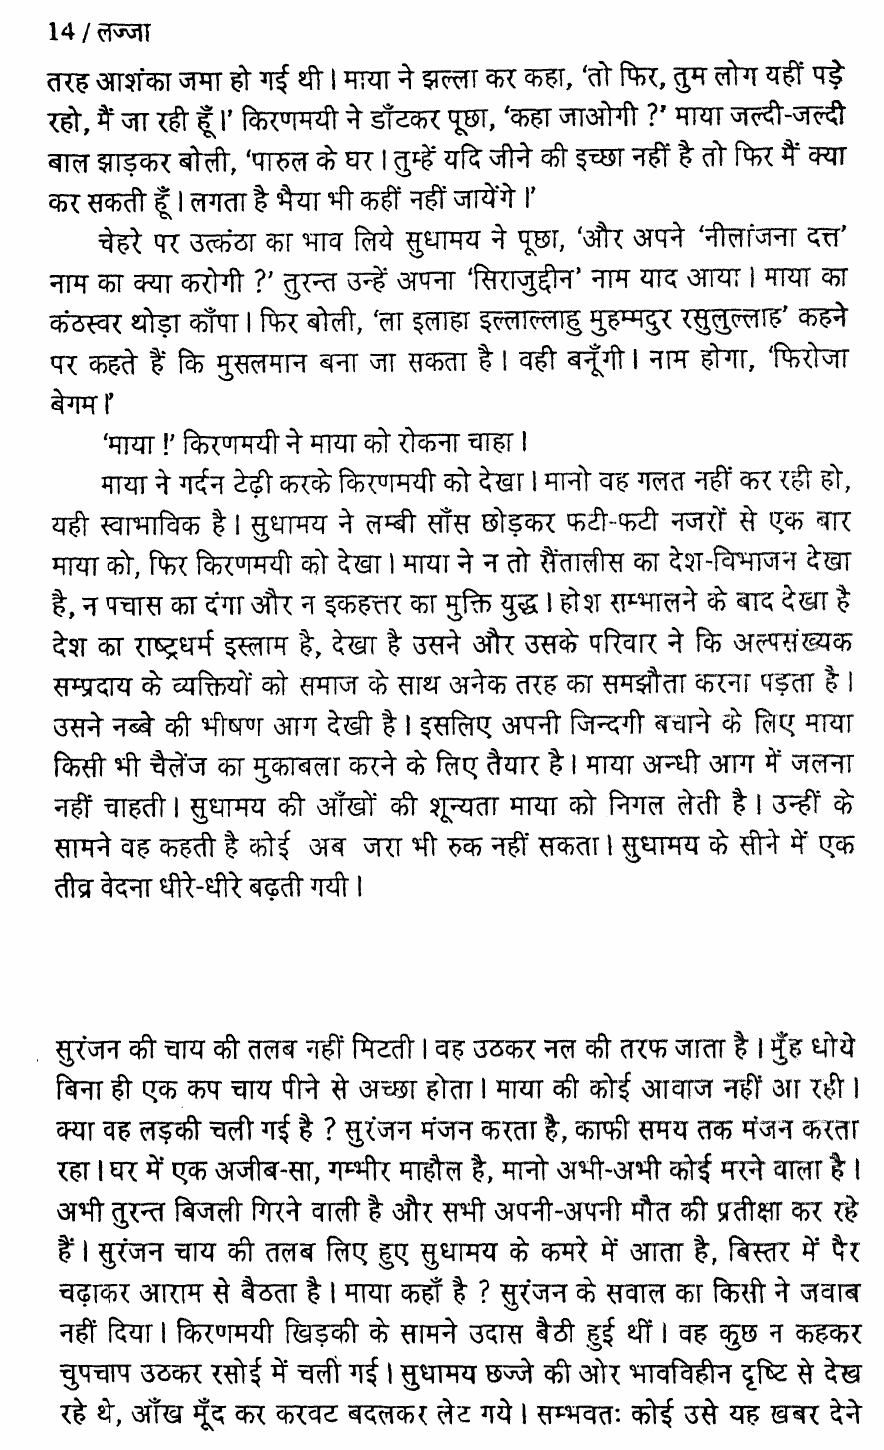 14 / लज्जा
तरह आशंका जमा हो गई थी। माया ने झल्ला कर कहा, ‘तो फिर, तुम लोग यहीं पड़े
रहो, मैं जा रही हूँ।’ किरणमयी ने डाँटकर पूछा, ‘कहा जाओगी ?’ माया जल्दी-जल्दी
बाल झाड़कर बोली, ‘पारुल के घर। तुम्हें यदि जीने की इच्छा नहीं है तो फिर मैं क्या
कर सकती हूँ। लगता है भैया भी कहीं नहीं जायेंगे।’
चेहरे पर उत्कंठा का भाव लिये सुधामय ने पूछा, ‘और अपने ‘नीलांजना दत्त’
नाम का क्या करोगी ?’ तुरन्त उन्हें अपना ‘सिराजुद्दीन’ नाम याद आया। माया का
कंठस्वर थोड़ा काँपा। फिर बोली, ‘ला इलाहा इल्लाल्लाहु मुहम्मदुर रसुलुल्लाह’ कहने
पर कहते हैं कि मुसलमान बना जा सकता है। वही बनूँगी। नाम होगा, ‘फिरोजा
बेगम।’
‘माया !’ किरणमयी ने माया को रोकना चाहा।
माया ने गर्दन टेढ़ी करके किरणमयी को देखा। मानो वह गलत नहीं कर रही हो,
यही स्वाभाविक है। सुधामय ने लम्बी साँस छोड़कर फटी-फटी नजरों से एक बार
माया को, फिर किरणमयी को देखा। माया ने न तो सैंतालीस का देश-विभाजन देखा
है, न पचास का दंगा और न इकहत्तर का मुक्ति युद्ध। होश सम्भालने के बाद देखा है
देश का राष्ट्रधर्म इस्लाम है, देखा है उसने और उसके परिवार ने कि अल्पसंख्यक
सम्प्रदाय के व्यक्तियों को समाज के साथ अनेक तरह का समझौता करना पड़ता है।
उसने नब्बे की भीषण आग देखी है। इसलिए अपनी जिन्दगी बचाने के लिए माया
किसी भी चैलेंज का मुकाबला करने के लिए तैयार है। माया अन्धी आग में जलना
नहीं चाहती। सुधामय की आँखों की शून्यता माया को निगल लेती है। उन्हीं के
सामने वह कहती है कोई अब जरा भी रुक नहीं सकता। सुधामय के सीने में एक
तीव्र वेदना धीरे-धीरे बढ़ती गयी।
सुरंजन की चाय की तलब नहीं मिटती। वह उठकर नल की तरफ जाता है। मुँह धोये
बिना ही एक कप चाय पीने से अच्छा होता। माया की कोई आवाज नहीं आ रही।
क्या वह लड़की चली गई है ? सुरंजन मंजन करता है, काफी समय तक मंजन करता
रहा। घर में एक अजीब-सा, गम्भीर माहौल है, मानो अभी-अभी कोई मरने वाला है।
अभी तुरन्त बिजली गिरने वाली है और सभी अपनी-अपनी मौत की प्रतीक्षा कर रहे
हैं। सुरंजन चाय की तलब लिए हुए सुधामय के कमरे में आता है, बिस्तर में पैर
चढ़ाकर आराम से बैठता है। माया कहाँ है ? सुरंजन के सवाल का किसी ने जवाब
नहीं दिया। किरणमयी खिड़की के सामने उदास बैठी हुई थीं। वह कुछ न कहकर
चुपचाप उठकर रसोई में चली गई। सुधामय छज्जे की ओर भावविहीन दृष्टि से देख
रहे थे, आँख मूँद कर करवट बदलकर लेट गये। सम्भवतः कोई उसे यह खबर देने